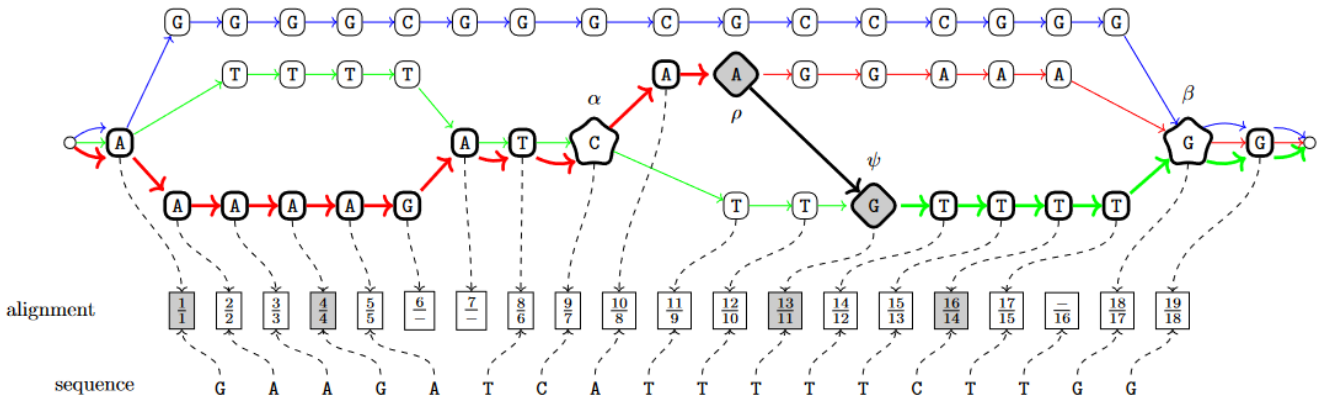 G G G G C G G G C G C C C G G G
T T T T A A G G A A A
α β
ρ
A A T C G G
ψ
A A A A G T T G T T T T
alignment 1/1 2/2 3/3 4/4 5/5 6/− 7/− 8/6 9/7 10/8 11/9 12/10 13/11 14/12 15/13 16/14 17/15 −/16 18/17 19/18
sequence G A A G A T C A T T T T T C T T G G